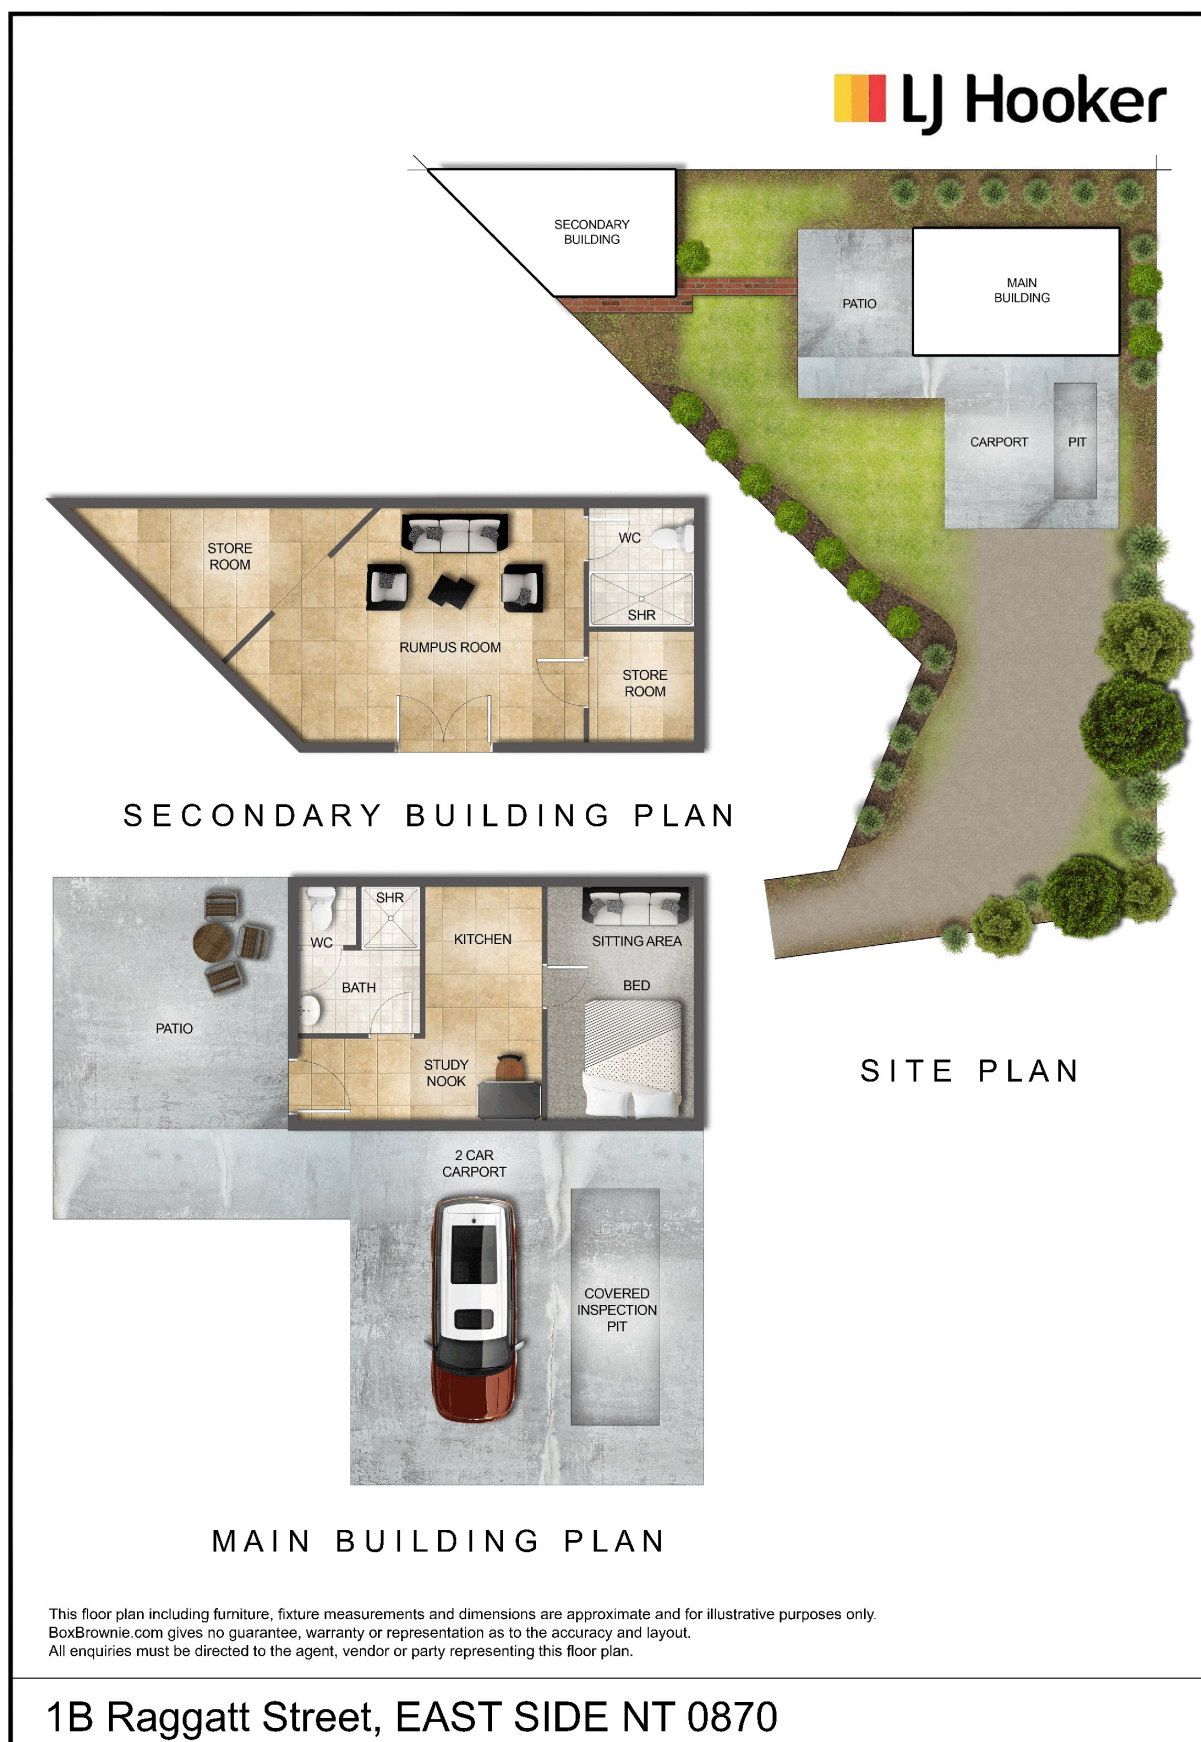 LJ Hooker
SECONDARY
BUILDING
MAIN
BUILDING
PATIO
CARPORT
PIT
STORE
ROOM
WC
SHR
RUMPUS ROOM
STORE
ROOM
SECONDARY BUILDING PLAN
SHR
WC
KITCHEN
SITTING AREA
BATH
BED
PATIO
STUDY
NOOK
SITE PLAN
2 CAR
CARPORT
COVERED
INSPECTION
PIT
MAIN BUILDING PLAN
This floor plan including furniture, fixture measurements and dimensions are approximate and for illustrative purposes only.
BoxBrownie.com gives no guarantee, warranty or representation as to the accuracy and layout.
All enquiries must be directed to the agent, vendor or party representing this floor plan.
1B Raggatt Street, EAST SIDE NT 0870